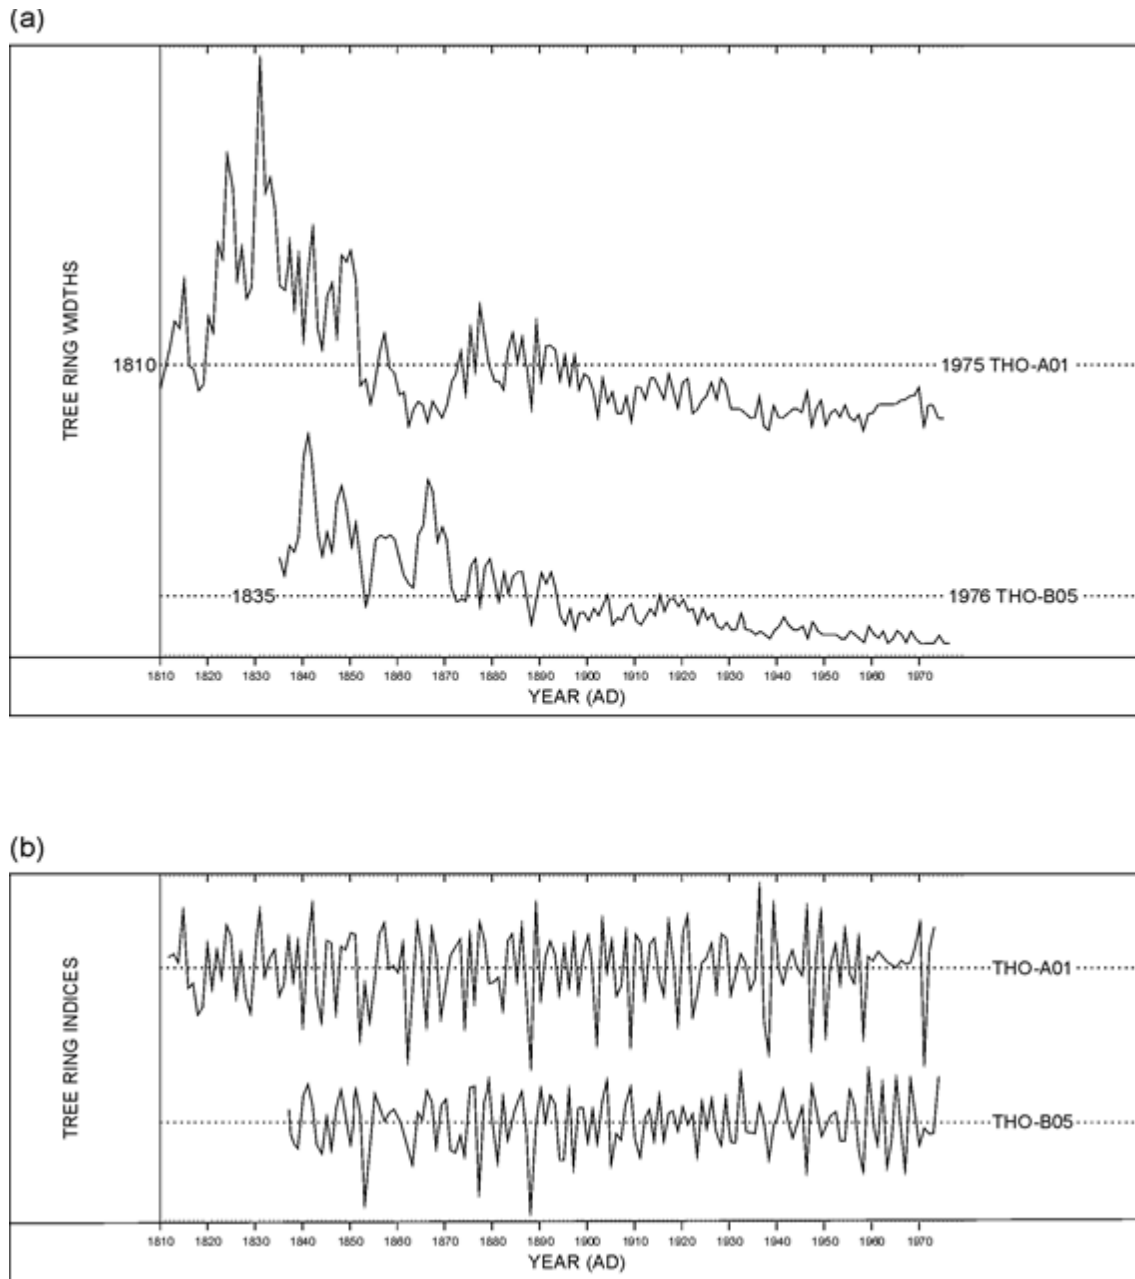 (a)
TREE RING WIDTHS
1810 1975 THO-A01
1835 1976 THO-B05
1810 1820 1830 1840 1850 1860 1870 1880 1890 1900 1910 1920 1930 1940 1950 1960 1970
YEAR (AD)
(b)
TREE RING INDICES
THO-A01
THO-B05
1810 1820 1830 1840 1850 1860 1870 1880 1890 1900 1910 1920 1930 1940 1950 1960 1970
YEAR (AD)